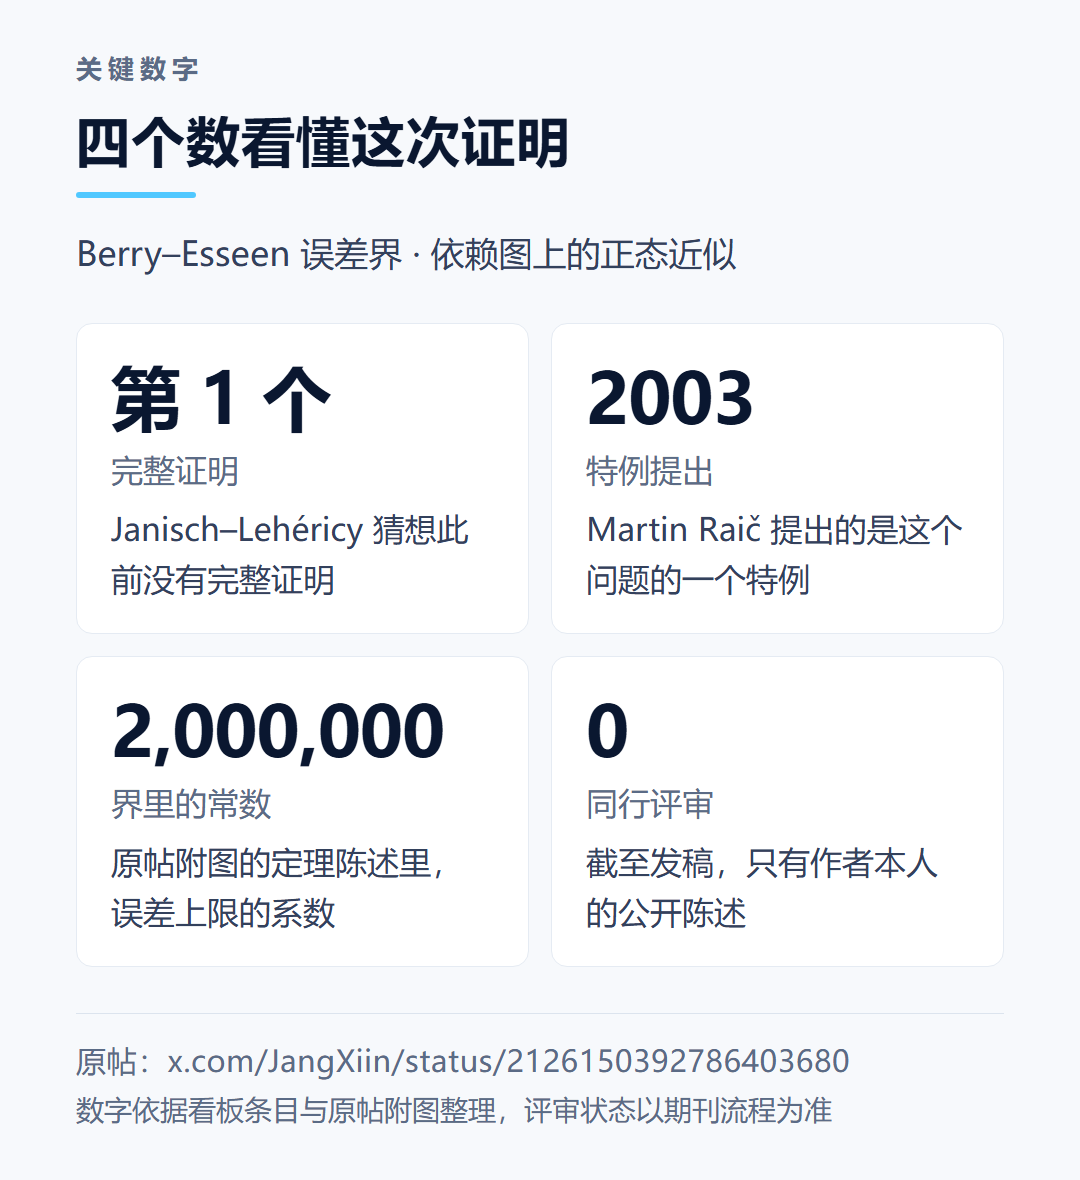 关键数字
四个数看懂这次证明
Berry–Esseen 误差界 · 依赖图上的正态近似
第 1 个
完整证明
Janisch–Lehéricy 猜想此
前没有完整证明
2003
特例提出
Martin Raič 提出的是这个
问题的一个特例
2,000,000
界里的常数
原帖附图的定理陈述里，
误差上限的系数
0
同行评审
截至发稿，只有作者本人
的公开陈述
原帖：x.com/JangXiin/status/2126150392786403680
数字依据看板条目与原帖附图整理，评审状态以期刊流程为准